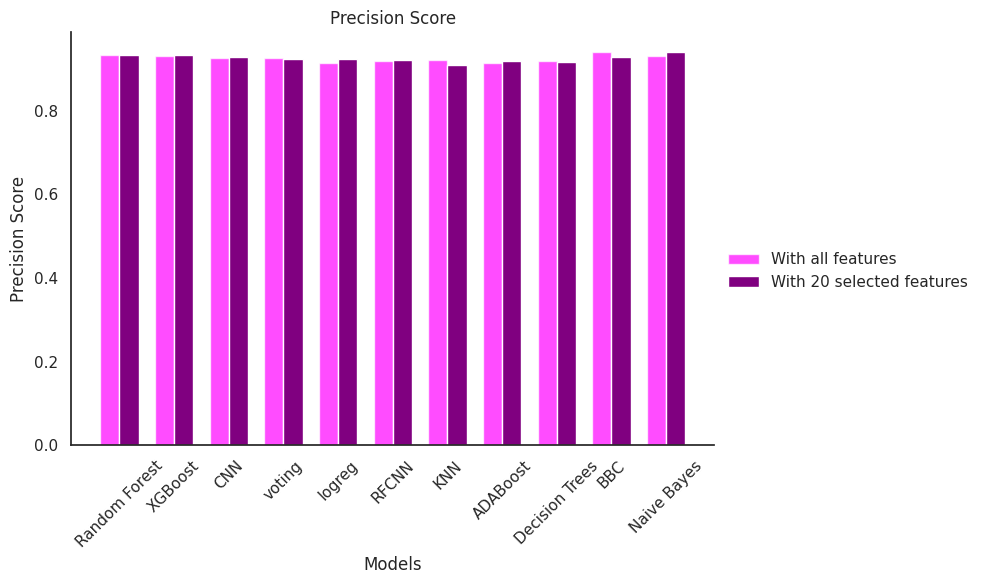 Precision Score
Precision Score
0.8
0.6
0.4
0.2
0.0
With all features
With 20 selected features
Random Forest
XGBoost
CNN
voting
logreg
RFCNN
KNN
ADABoost
Decision Trees
BBC
Naive Bayes
Models